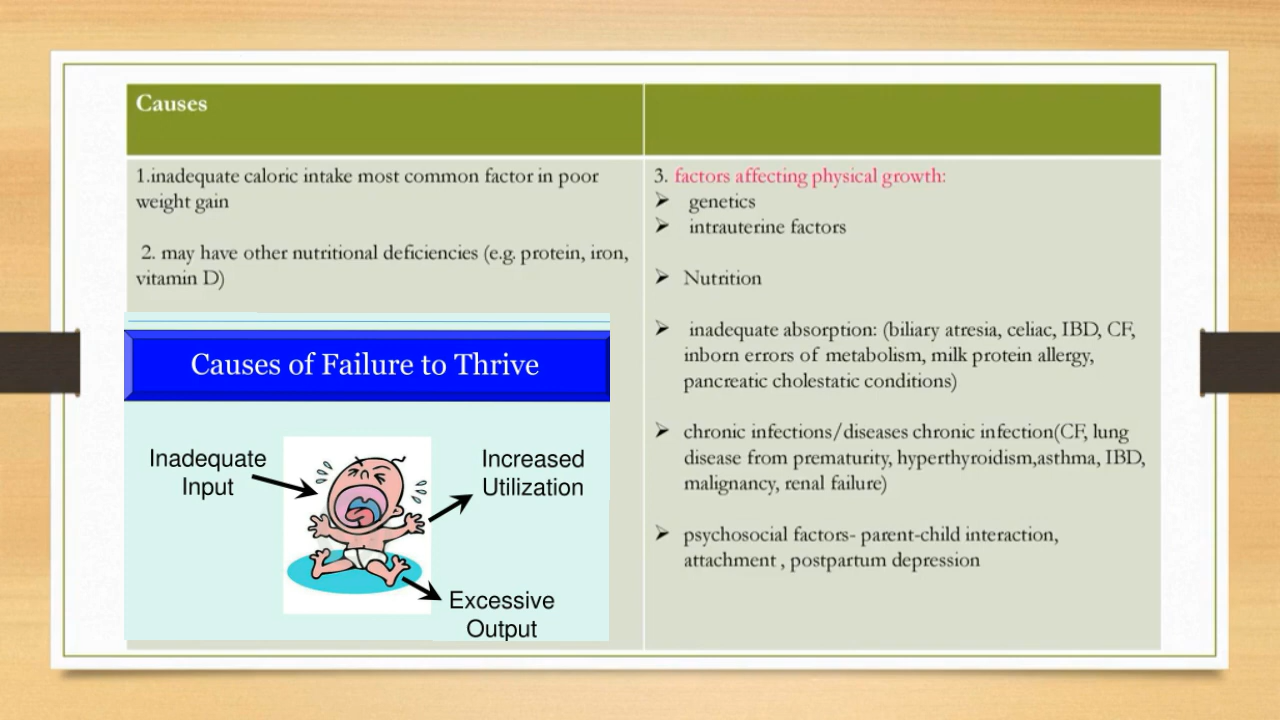 Causes
1.inadequate caloric intake most common factor in poor
weight gain
2. may have other nutritional deficiencies (e.g. protein, iron,
vitamin D)
Causes of Failure to Thrive
Inadequate
Input
Increased
Utilization
Excessive
Output
3. factors affecting physical growth:
➢ genetics
➢ intrauterine factors
➢ Nutrition
➢ inadequate absorption: (biliary atresia, celiac, IBD, CF,
inborn errors of metabolism, milk protein allergy,
pancreatic cholestatic conditions)
➢ chronic infections/diseases chronic infection(CF, lung
disease from prematurity, hyperthyroidism,asthma, IBD,
malignancy, renal failure)
➢ psychosocial factors- parent-child interaction,
attachment , postpartum depression